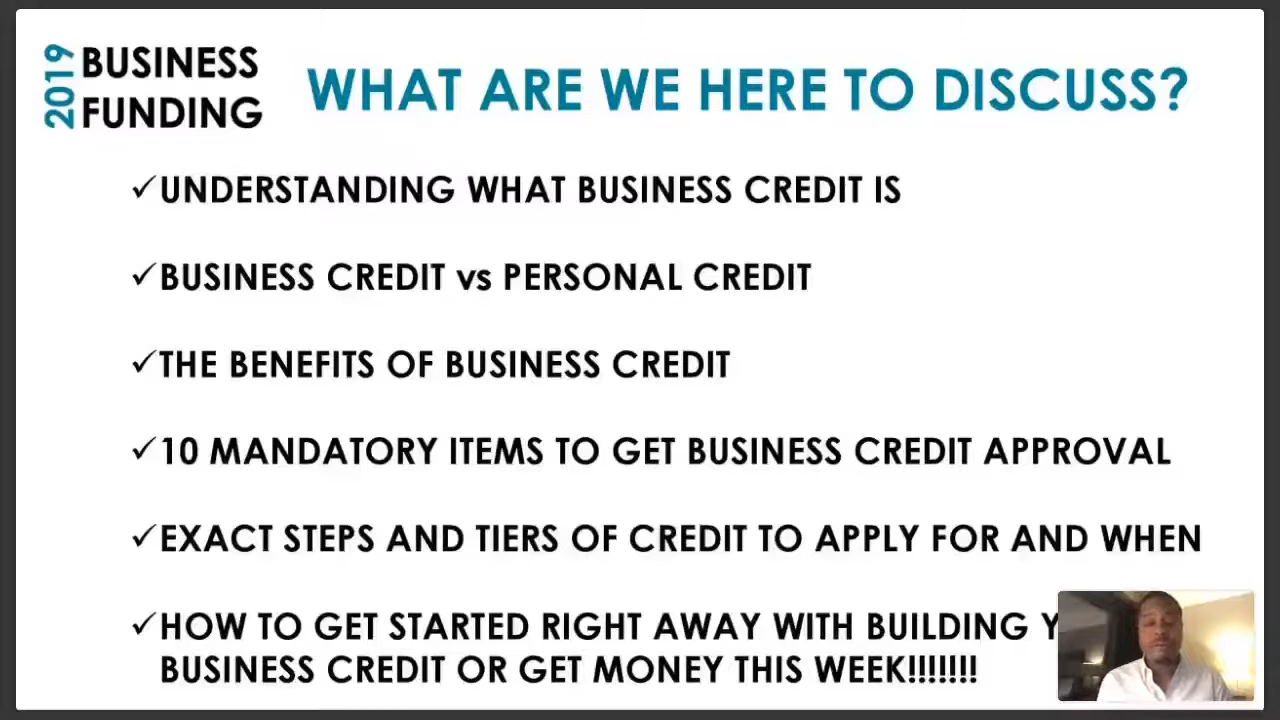 2019
BUSINESS
FUNDING
WHAT ARE WE HERE TO DISCUSS?
✓UNDERSTANDING WHAT BUSINESS CREDIT IS
✓BUSINESS CREDIT vs PERSONAL CREDIT
✓THE BENEFITS OF BUSINESS CREDIT
✓10 MANDATORY ITEMS TO GET BUSINESS CREDIT APPROVAL
✓EXACT STEPS AND TIERS OF CREDIT TO APPLY FOR AND WHEN
✓HOW TO GET STARTED RIGHT AWAY WITH BUILDING
BUSINESS CREDIT OR GET MONEY THIS WEEK!!!!!!!